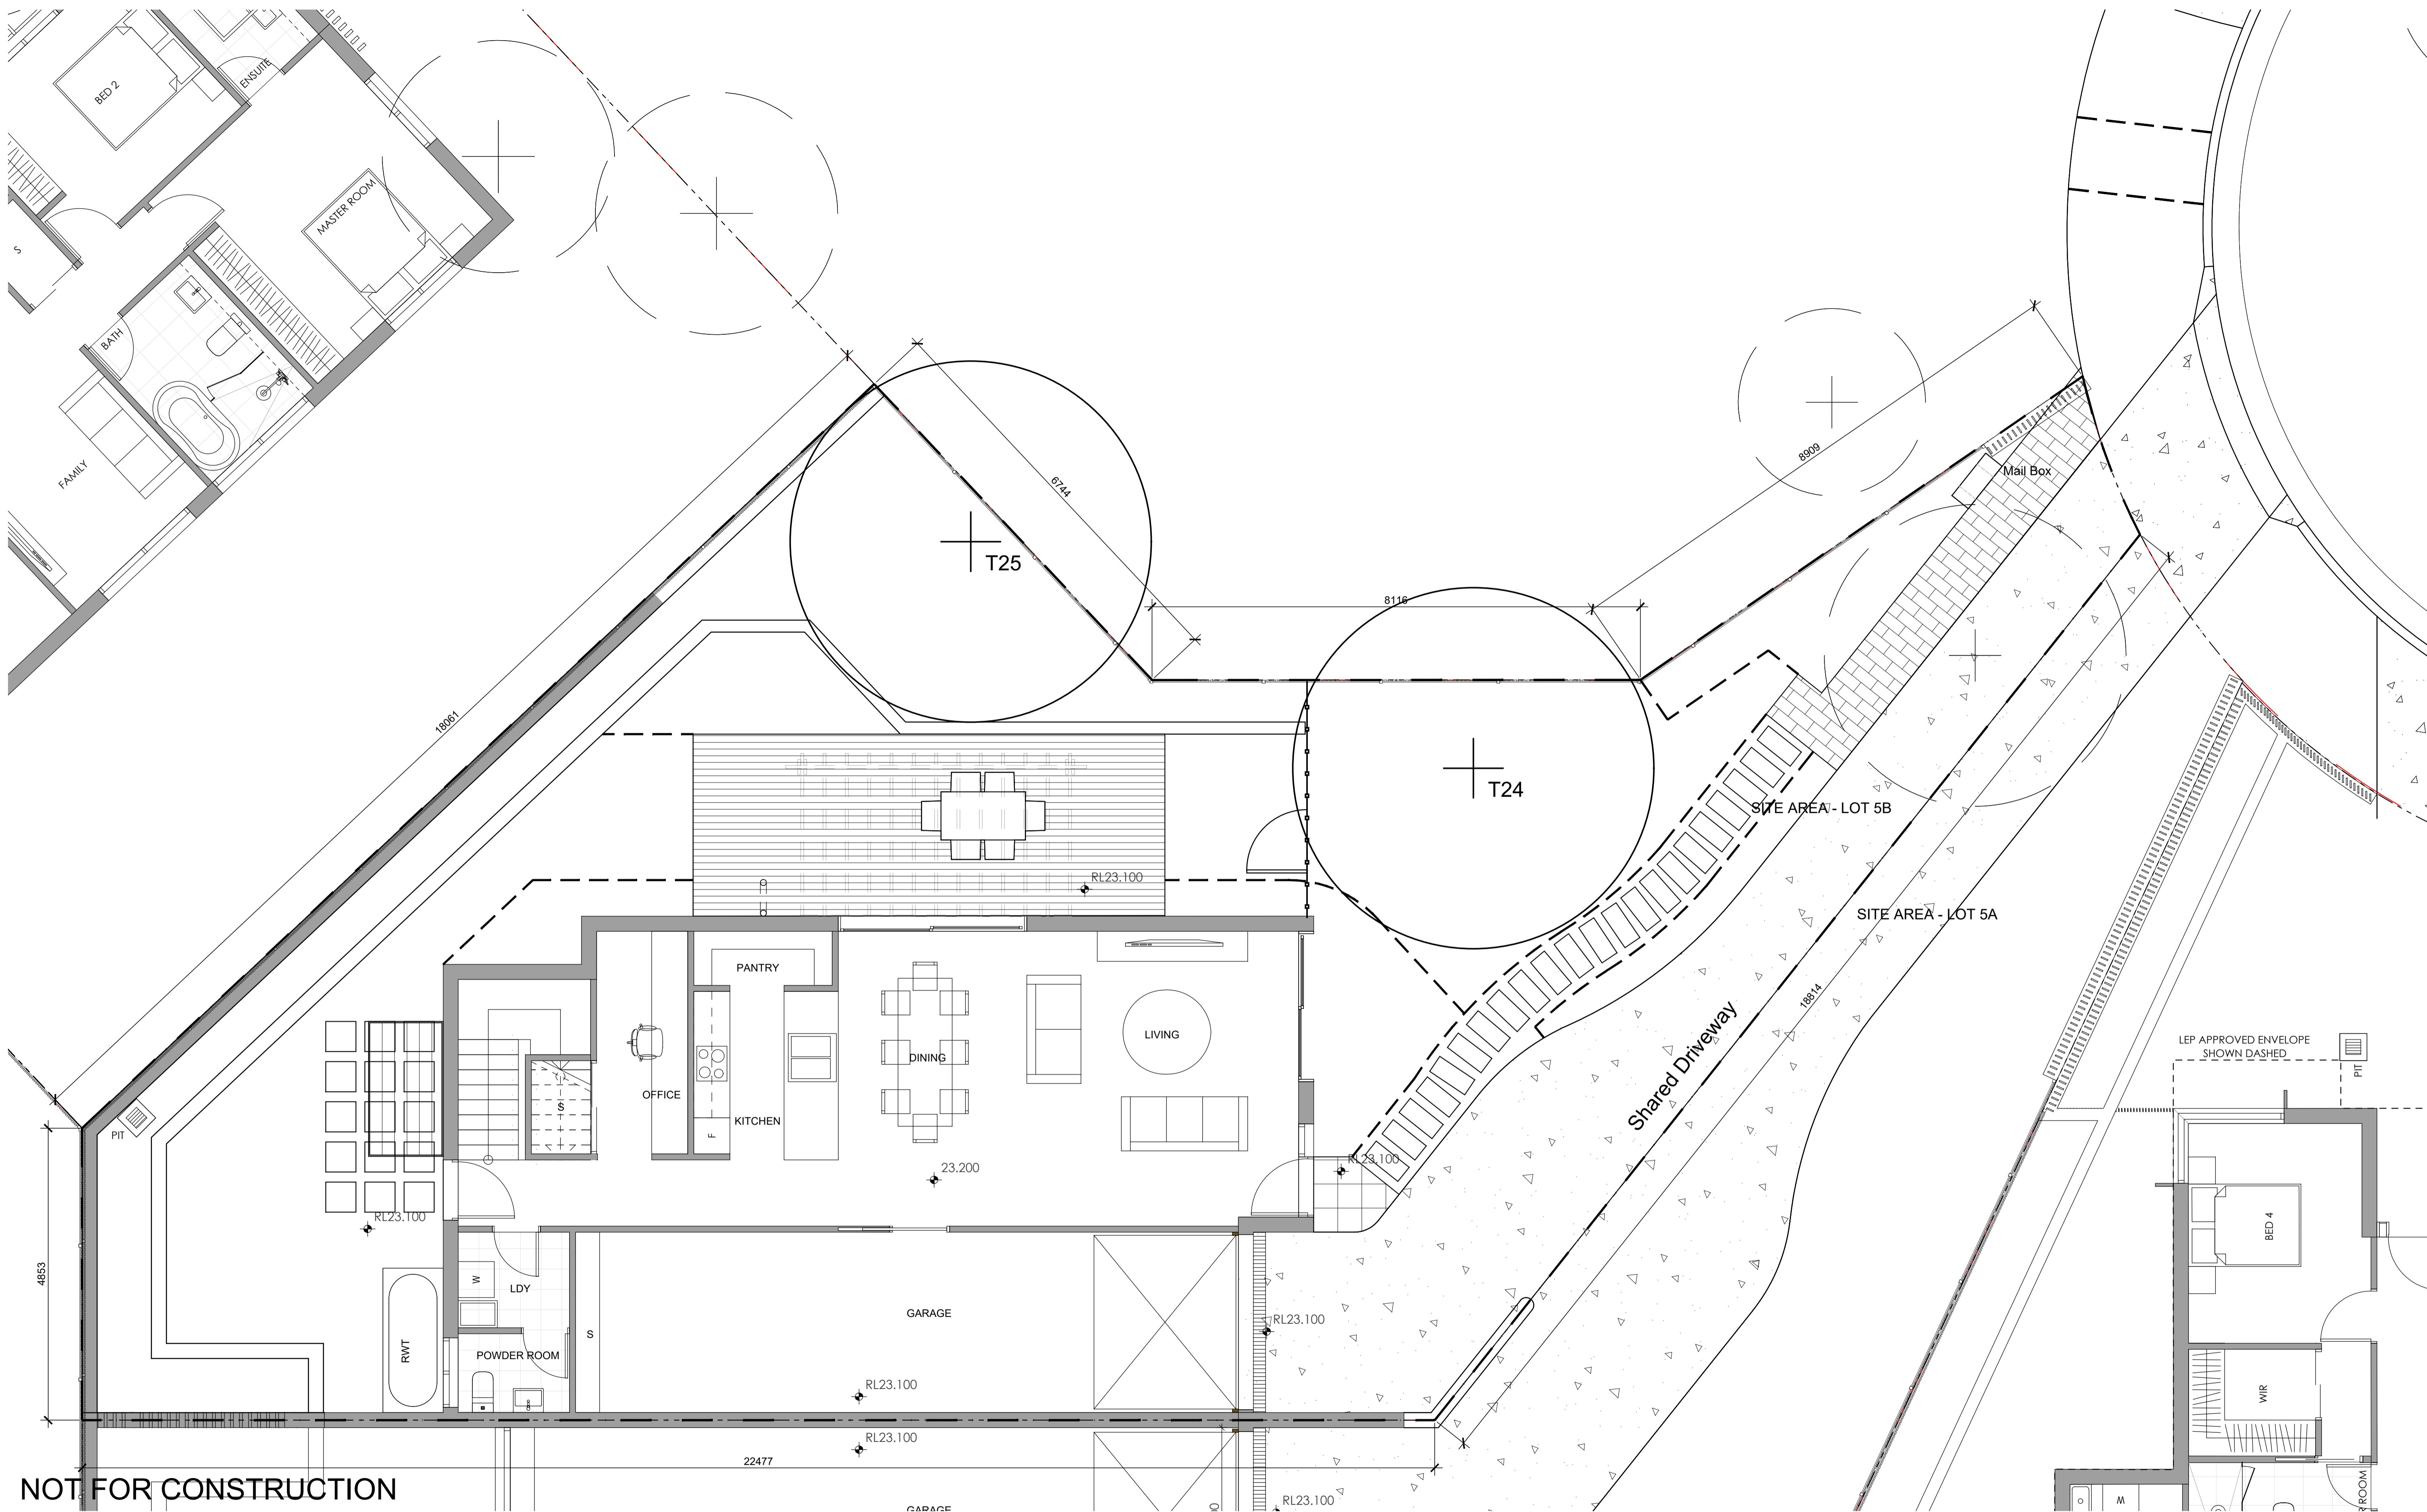 BED 2
ENSUITE
MASTER ROOM
S
BATH
FAMILY
6744
8909
Mail Box
T25
8116
18061
T24
SITE AREA - LOT 5B
RL23.100
SITE AREA - LOT 5A
PANTRY
18814
Shared Driveway
LIVING
DINING
LEP APPROVED ENVELOPE
SHOWN DASHED
PIT
OFFICE
S
KITCHEN
F
PIT
23.200
RL23.100
RL23.100
BED 4
4853
W
LDY
GARAGE
RL23.100
S
RWT
POWDER ROOM
RL23.100
WIR
RL23.100
22477
NOT FOR CONSTRUCTION
GARAGE
RL23.100
M